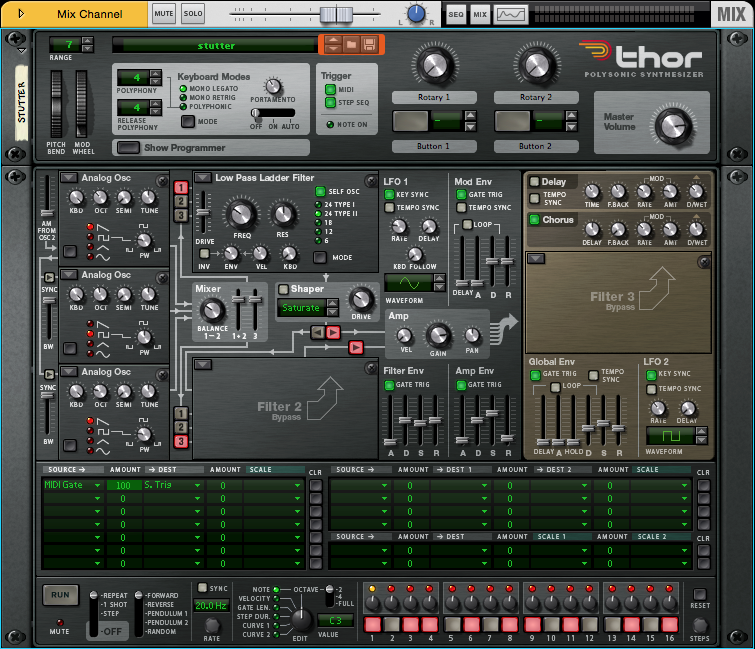 Mix Channel
MUTE
SOLO
L
R
SEQ
MIX
MIX
7
RANGE
stutter
STUTTER
PITCH BEND
MOD WHEEL
4
POLYPHONY
4
RELEASE POLYPHONY
Keyboard Modes
MONO LEGATO
MONO RETRIG
POLYPHONIC
MODE
PORTAMENTO
OFF ON AUTO
Trigger
MIDI
STEP SEQ
NOTE ON
Show Programmer
Rotary 1
Rotary 2
Button 1
Button 2
thor
POLYSONIC SYNTHESIZER
Master Volume
AM FROM OSC 2
SYNC
BW
SYNC
BW
Analog Osc
KBD OCT SEMI TUNE
PW
Analog Osc
KBD OCT SEMI TUNE
PW
Analog Osc
KBD OCT SEMI TUNE
PW
1
2
3
1
2
3
Low Pass Ladder Filter
DRIVE
FREQ
RES
INV ENV VEL KBD
SELF OSC
24 TYPE I
24 TYPE II
18
12
6
MODE
Mixer
BALANCE
1–2
1+2
3
Shaper
Saturate
DRIVE
Filter 2
Bypass
LFO 1
KEY SYNC
TEMPO SYNC
RATE DELAY
KBD FOLLOW
WAVEFORM
Mod Env
GATE TRIG
TEMPO SYNC
LOOP
DELAY A D R
Amp
VEL GAIN PAN
Filter Env
GATE TRIG
A D S R
Amp Env
GATE TRIG
A D S R
Delay
TEMPO SYNC
MOD
TIME F.BACK RATE AMT D/WET
Chorus
MOD
DELAY F.BACK RATE AMT D/WET
Filter 3
Bypass
Global Env
GATE TRIG
TEMPO SYNC
LOOP
DELAY A HOLD D S R
LFO 2
KEY SYNC
TEMPO SYNC
RATE DELAY
WAVEFORM
SOURCE AMOUNT DEST AMOUNT SCALE CLR
MIDI Gate 100 S. Trig 0
0 0
0 0
0 0
0 0
0 0
0 0
SOURCE AMOUNT DEST 1 AMOUNT DEST 2 AMOUNT SCALE CLR
0 0 0
0 0 0
0 0 0
0 0 0
SOURCE AMOUNT DEST AMOUNT SCALE 1 AMOUNT SCALE 2 CLR
0 0 0
0 0 0
RUN
MUTE
REPEAT
1 SHOT
STEP
OFF
FORWARD
REVERSE
PENDULUM 1
PENDULUM 2
RANDOM
SYNC
20.0 Hz
RATE
NOTE
VELOCITY
GATE LEN.
STEP DUR.
CURVE 1
CURVE 2
EDIT
OCTAVE
2
4
FULL
C3
VALUE
1 2 3 4 5 6 7 8 9 10 11 12 13 14 15 16
RESET
STEPS